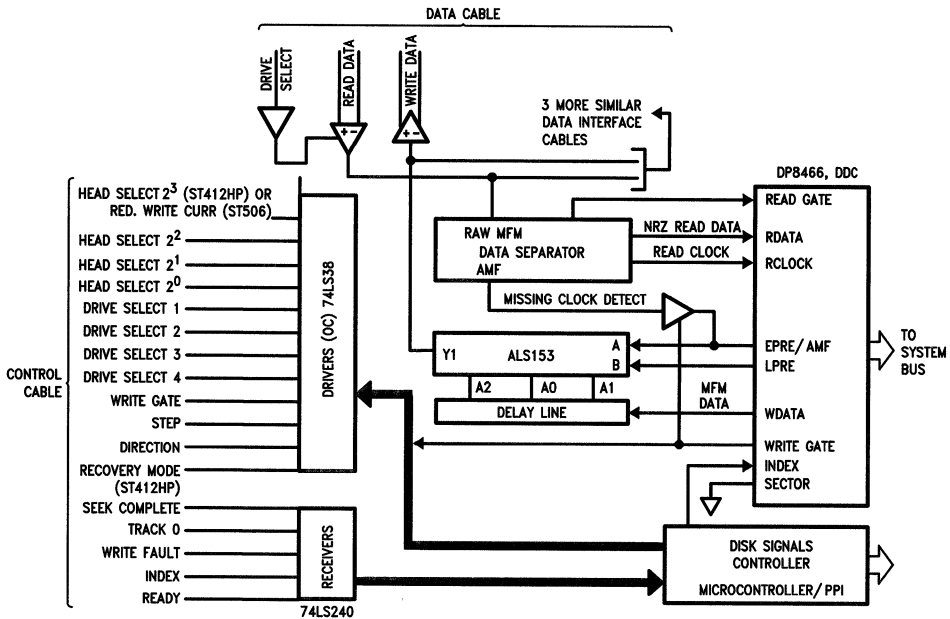 DATA CABLE
DRIVE
SELECT
READ DATA
WRITE DATA
+-
+-
3 MORE SIMILAR
DATA INTERFACE
CABLES
DP8466, DDC
HEAD SELECT 2³ (ST412HP) OR
RED. WRITE CURR (ST506)
HEAD SELECT 2²
HEAD SELECT 2¹
HEAD SELECT 2⁰
DRIVE SELECT 1
DRIVE SELECT 2
DRIVE SELECT 3
DRIVE SELECT 4
WRITE GATE
STEP
DIRECTION
RECOVERY MODE
(ST412HP)
SEEK COMPLETE
TRACK 0
WRITE FAULT
INDEX
READY
CONTROL
CABLE
DRIVERS (OC) 74LS38
RECEIVERS
74LS240
RAW MFM
DATA SEPARATOR
AMF
NRZ READ DATA
READ CLOCK
MISSING CLOCK DETECT
Y1
ALS153
A
B
A2
A0
A1
DELAY LINE
MFM
DATA
READ GATE
RDATA
RCLOCK
EPRE/AMF
LPRE
WDATA
WRITE GATE
INDEX
SECTOR
TO
SYSTEM
BUS
DISK SIGNALS
CONTROLLER
MICROCONTROLLER/PPI